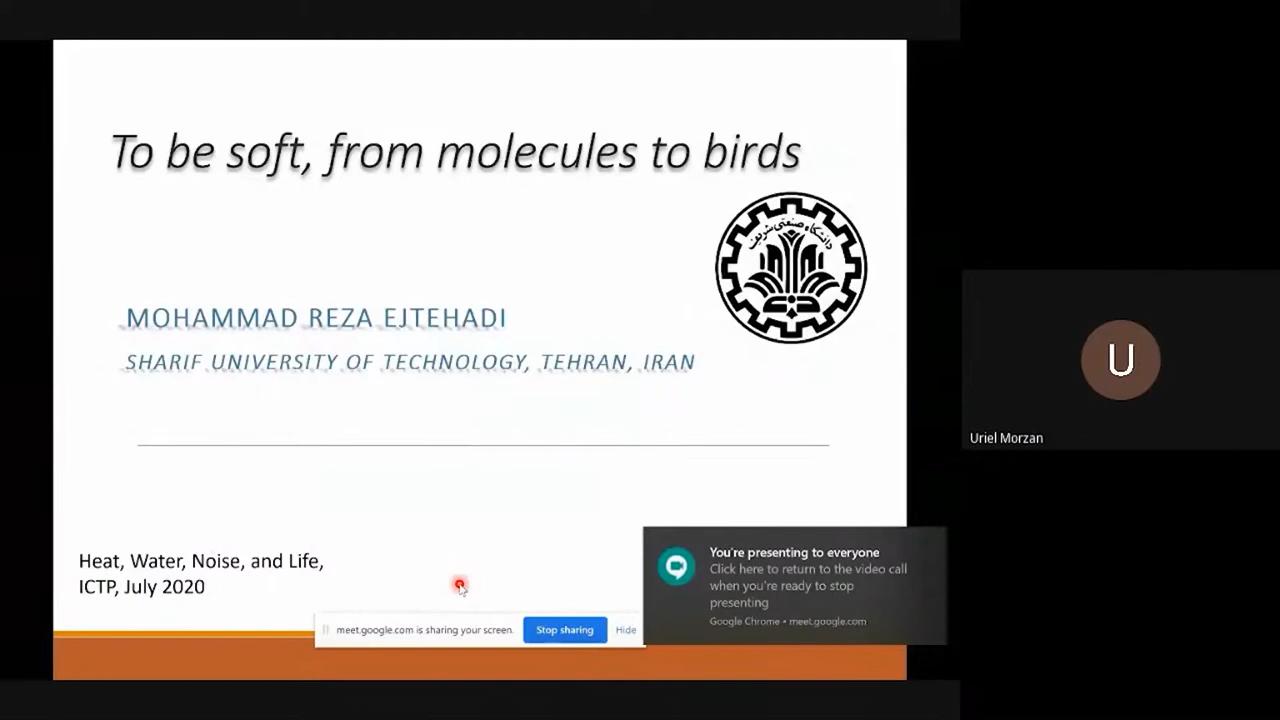 To be soft, from molecules to birds
دانشگاه صنعتی شریف
MOHAMMAD REZA EJTEHADI
SHARIF UNIVERSITY OF TECHNOLOGY, TEHRAN, IRAN
Heat, Water, Noise, and Life,
ICTP, July 2020
meet.google.com is sharing your screen.
Stop sharing
Hide
You're presenting to everyone
Click here to return to the video call
when you're ready to stop
presenting
Google Chrome • meet.google.com
U
Uriel Morzan